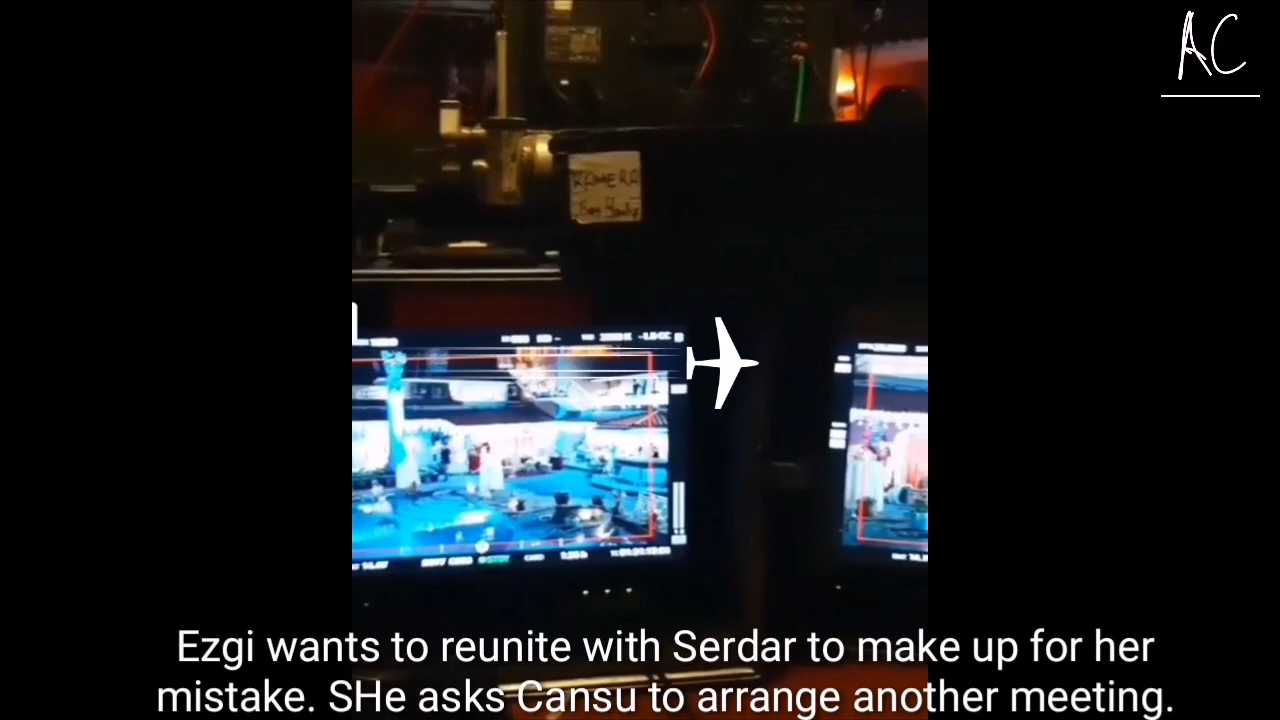 AC
KAMERA
Ezgi wants to reunite with Serdar to make up for her
mistake. SHe asks Cansu to arrange another meeting.